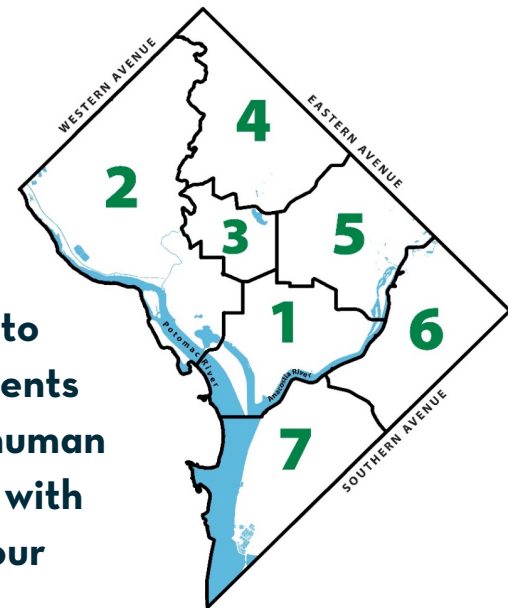 WESTERN AVENUE
EASTERN AVENUE
4
2
3
5
1
6
7
Potomac River
Anacostia River
SOUTHERN AVENUE
to
ents
human
with
our